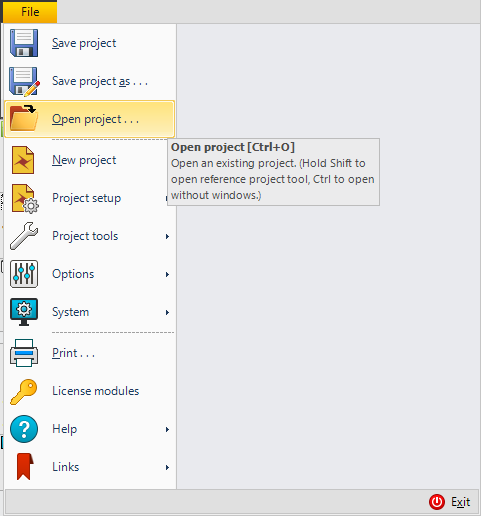 File
Save project
Save project as . . .
Open project . . .
Open project [Ctrl+O]
Open an existing project. (Hold Shift to
open reference project tool, Ctrl to open
without windows.)
New project
Project setup
Project tools
Options
System
Print . . .
License modules
Help
Links
Exit